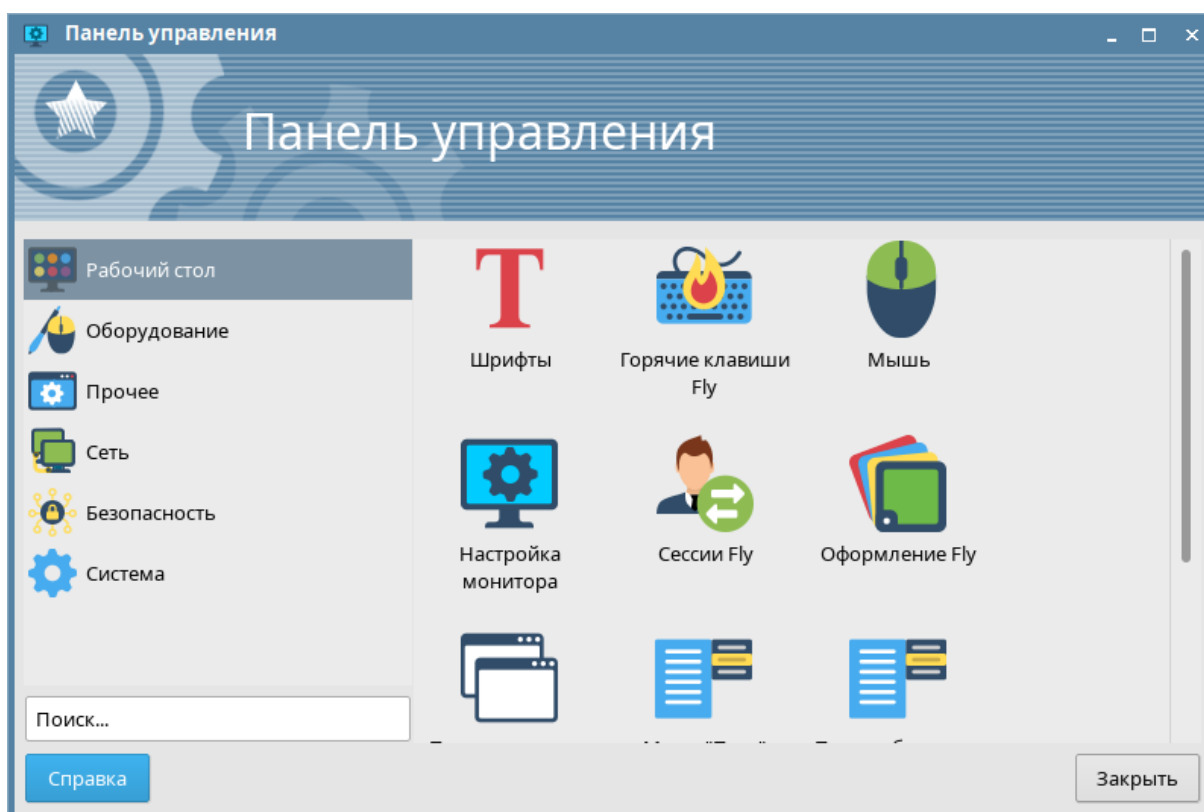 Панель управления
Панель управления
Рабочий стол
Оборудование
Прочее
Сеть
Безопасность
Система
Поиск...
Справка
Шрифты
Горячие клавиши
Fly
Мышь
Настройка
монитора
Сессии Fly
Оформление Fly
Закрыть